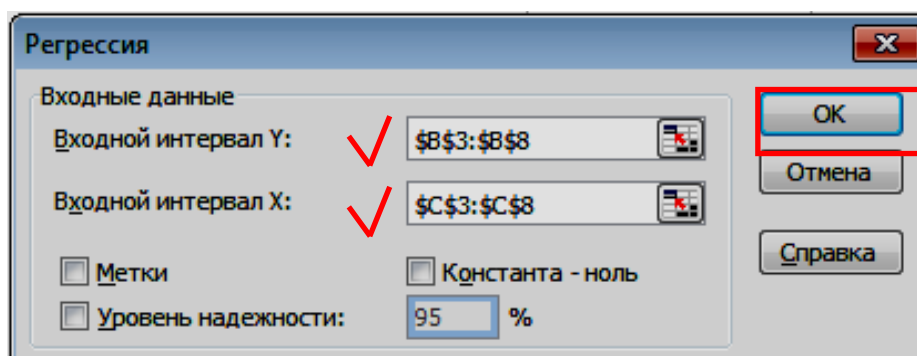 Регрессия
Входные данные
Входной интервал Y: $B$3:$B$8
Входной интервал X: $C$3:$C$8
Метки Константа - ноль
Уровень надежности: 95 %
OK
Отмена
Справка